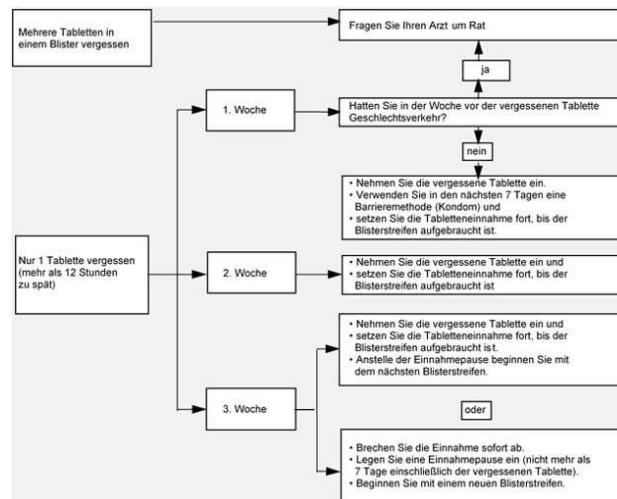 Mehrere Tabletten in
einem Blister vergessen
Fragen Sie Ihren Arzt um Rat
ja
1. Woche
Hatten Sie in der Woche vor der vergessenen Tablette
Geschlechtsverkehr?
nein
• Nehmen Sie die vergessene Tablette ein.
• Verwenden Sie in den nächsten 7 Tagen eine
Barrieremethode (Kondom) und
• setzen Sie die Tabletteneinnahme fort, bis der
Blisterstreifen aufgebraucht ist.
Nur 1 Tablette vergessen
(mehr als 12 Stunden
zu spät)
2. Woche
• Nehmen Sie die vergessene Tablette ein und
• setzen Sie die Tabletteneinnahme fort, bis der
Blisterstreifen aufgebraucht ist
3. Woche
• Nehmen Sie die vergessene Tablette ein und
• setzen Sie die Tabletteneinnahme fort, bis der
Blisterstreifen aufgebraucht ist.
• Anstelle der Einnahmepause beginnen Sie mit
dem nächsten Blisterstreifen.
oder
• Brechen Sie die Einnahme sofort ab.
• Legen Sie eine Einnahmepause ein (nicht mehr als
7 Tage einschließlich der vergessenen Tablette).
• Beginnen Sie mit einem neuen Blisterstreifen.